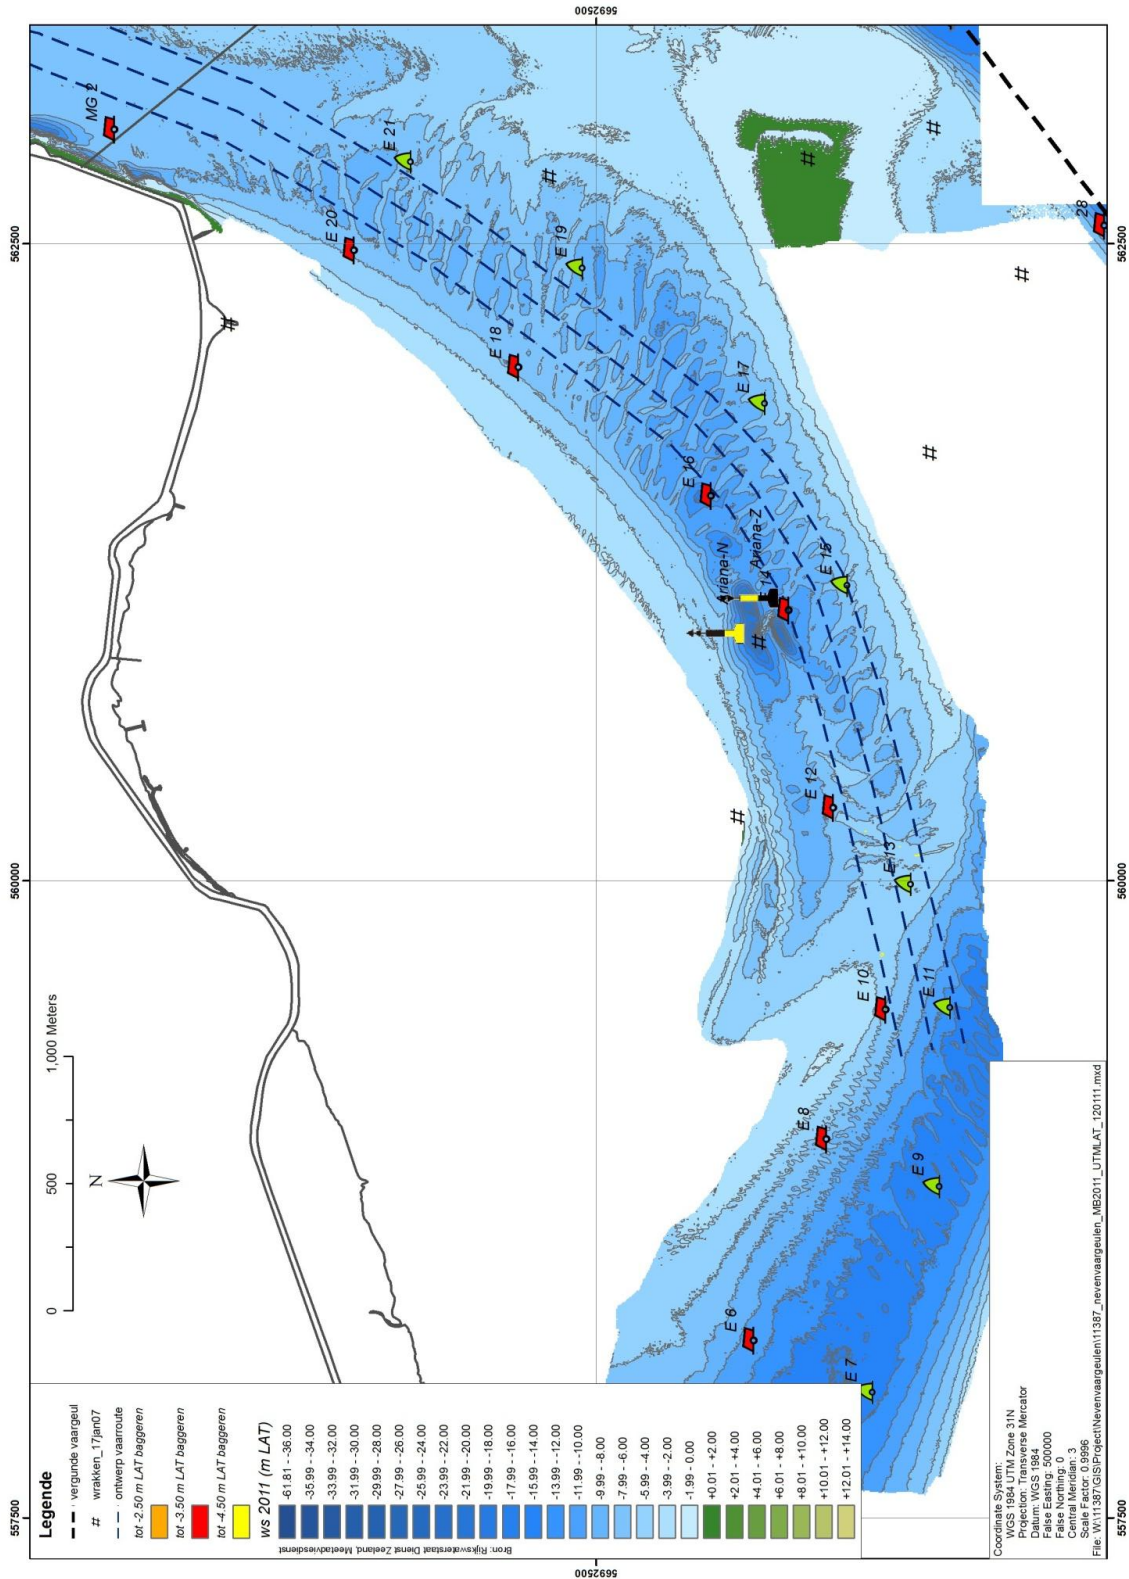 5692500
562500
560000
557500
MG 2
E 21
E 20
E 19
E 18
E 17
E 16
Ariana-Z
Ariana-N
E 14
E 15
E 12
E 13
E 10
E 11
E 8
E 9
E 6
E 7
28
N
0 500 1,000 Meters
Legende
vergunde vaargeul
# wrakken_17jan07
ontwerp vaarroute
tot -2.50 m LAT baggeren
tot -3.50 m LAT baggeren
tot -4.50 m LAT baggeren
ws 2011 (m LAT)
-61.81 - -36.00
-35.99 - -34.00
-33.99 - -32.00
-31.99 - -30.00
-29.99 - -28.00
-27.99 - -26.00
-25.99 - -24.00
-23.99 - -22.00
-21.99 - -20.00
-19.99 - -18.00
-17.99 - -16.00
-15.99 - -14.00
-13.99 - -12.00
-11.99 - -10.00
-9.99 - -8.00
-7.99 - -6.00
-5.99 - -4.00
-3.99 - -2.00
-1.99 - 0.00
+0.01 - +2.00
+2.01 - +4.00
+4.01 - +6.00
+6.01 - +8.00
+8.01 - +10.00
+10.01 - +12.00
+12.01 - +14.00
Bron: Rijkswaterstaat Dienst Zeeland, Meetadviesdienst
Coordinate System:
WGS 1984 UTM Zone 31N
Projection: Transverse Mercator
Datum: WGS 1984
False Easting: 500000
False Northing: 0
Central Meridian: 3
Scale Factor: 0.9996
File: W:\11387\GIS\Project\Nevenvaargeulen\11387_nevenvaargeulen_MB2011_UTMLAT_120111.mxd
562500
560000
557500
5692500